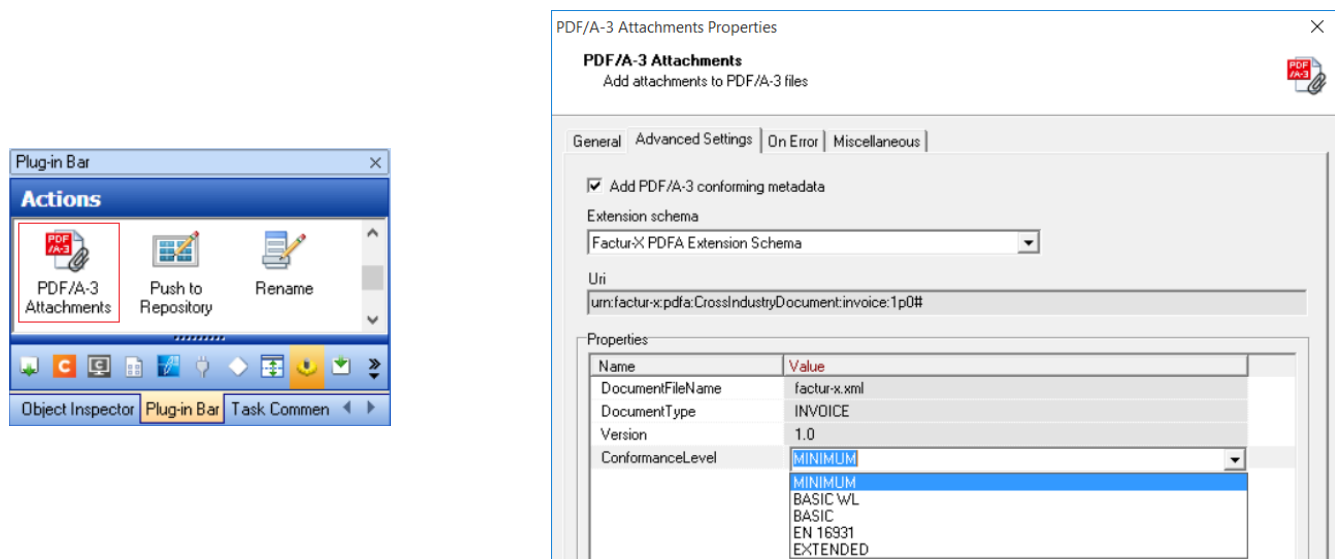 Plug-in Bar
Actions
PDF
/A-3
PDF/A-3
Attachments
Push to
Repository
Rename
Object Inspector
Plug-in Bar
Task Commen
PDF/A-3 Attachments Properties
PDF/A-3 Attachments
Add attachments to PDF/A-3 files
PDF
/A-3
General
Advanced Settings
On Error
Miscellaneous
Add PDF/A-3 conforming metadata
Extension schema
Factur-X PDFA Extension Schema
Uri
urn:factur-x:pdfa:CrossIndustryDocument:invoice:1p0#
Properties
Name Value
DocumentFileName factur-x.xml
DocumentType INVOICE
Version 1.0
ConformanceLevel MINIMUM
MINIMUM
BASIC WL
BASIC
EN 16931
EXTENDED